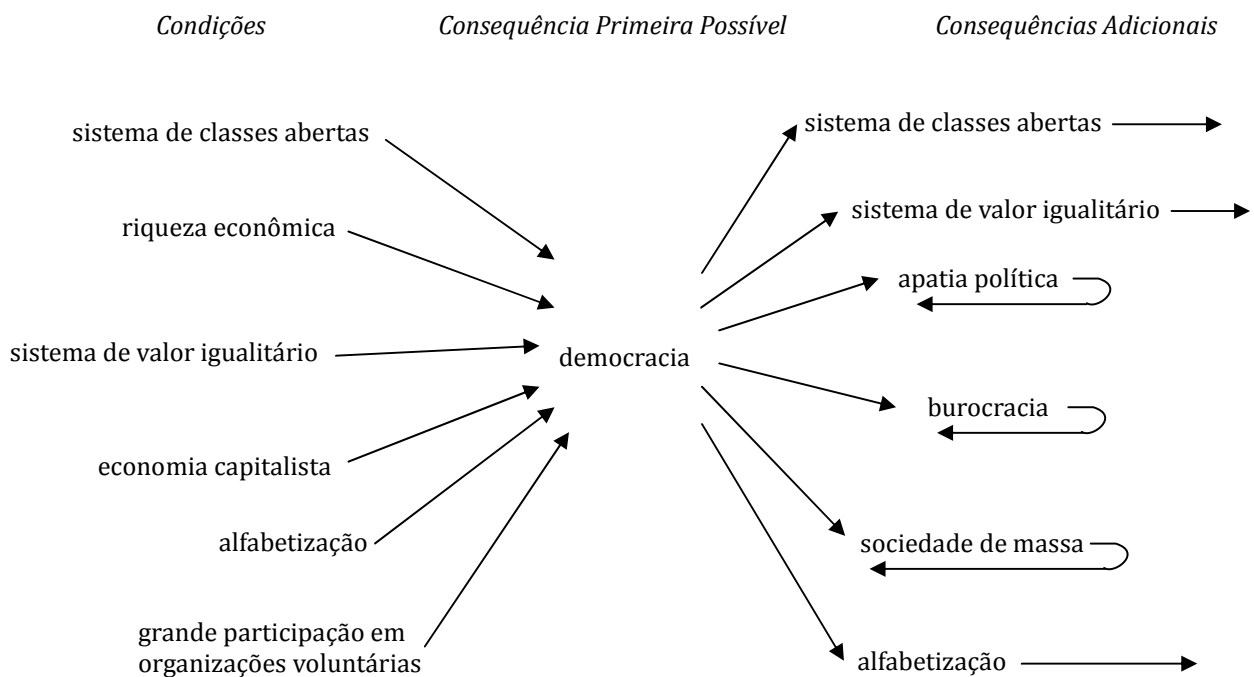 Condições
Consequência Primeira Possível
Consequências Adicionais
sistema de classes abertas
riqueza econômica
sistema de valor igualitário
economia capitalista
alfabetização
grande participação em
organizações voluntárias
democracia
sistema de classes abertas
sistema de valor igualitário
apatia política
burocracia
sociedade de massa
alfabetização